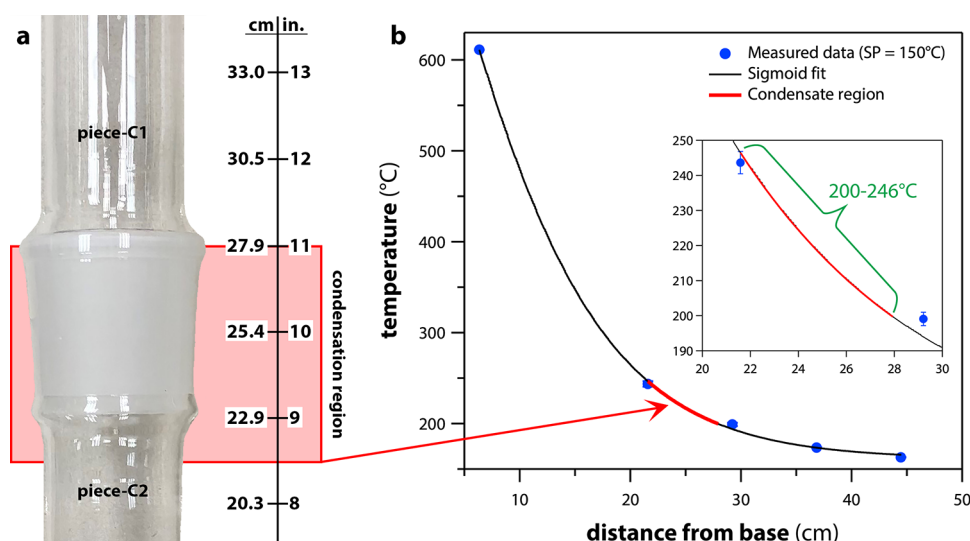 a
cm in.
33.0 13
piece-C1
30.5 12
27.9 11
25.4 10
22.9 9
20.3 8
condensation region
piece-C2
b
Measured data (SP = 150°C)
Sigmoid fit
Condensate region
temperature (°C)
600
500
400
300
200
10 20 30 40 50
distance from base (cm)
250
240
230
220
210
200
190
20 22 24 26 28 30
200-246°C